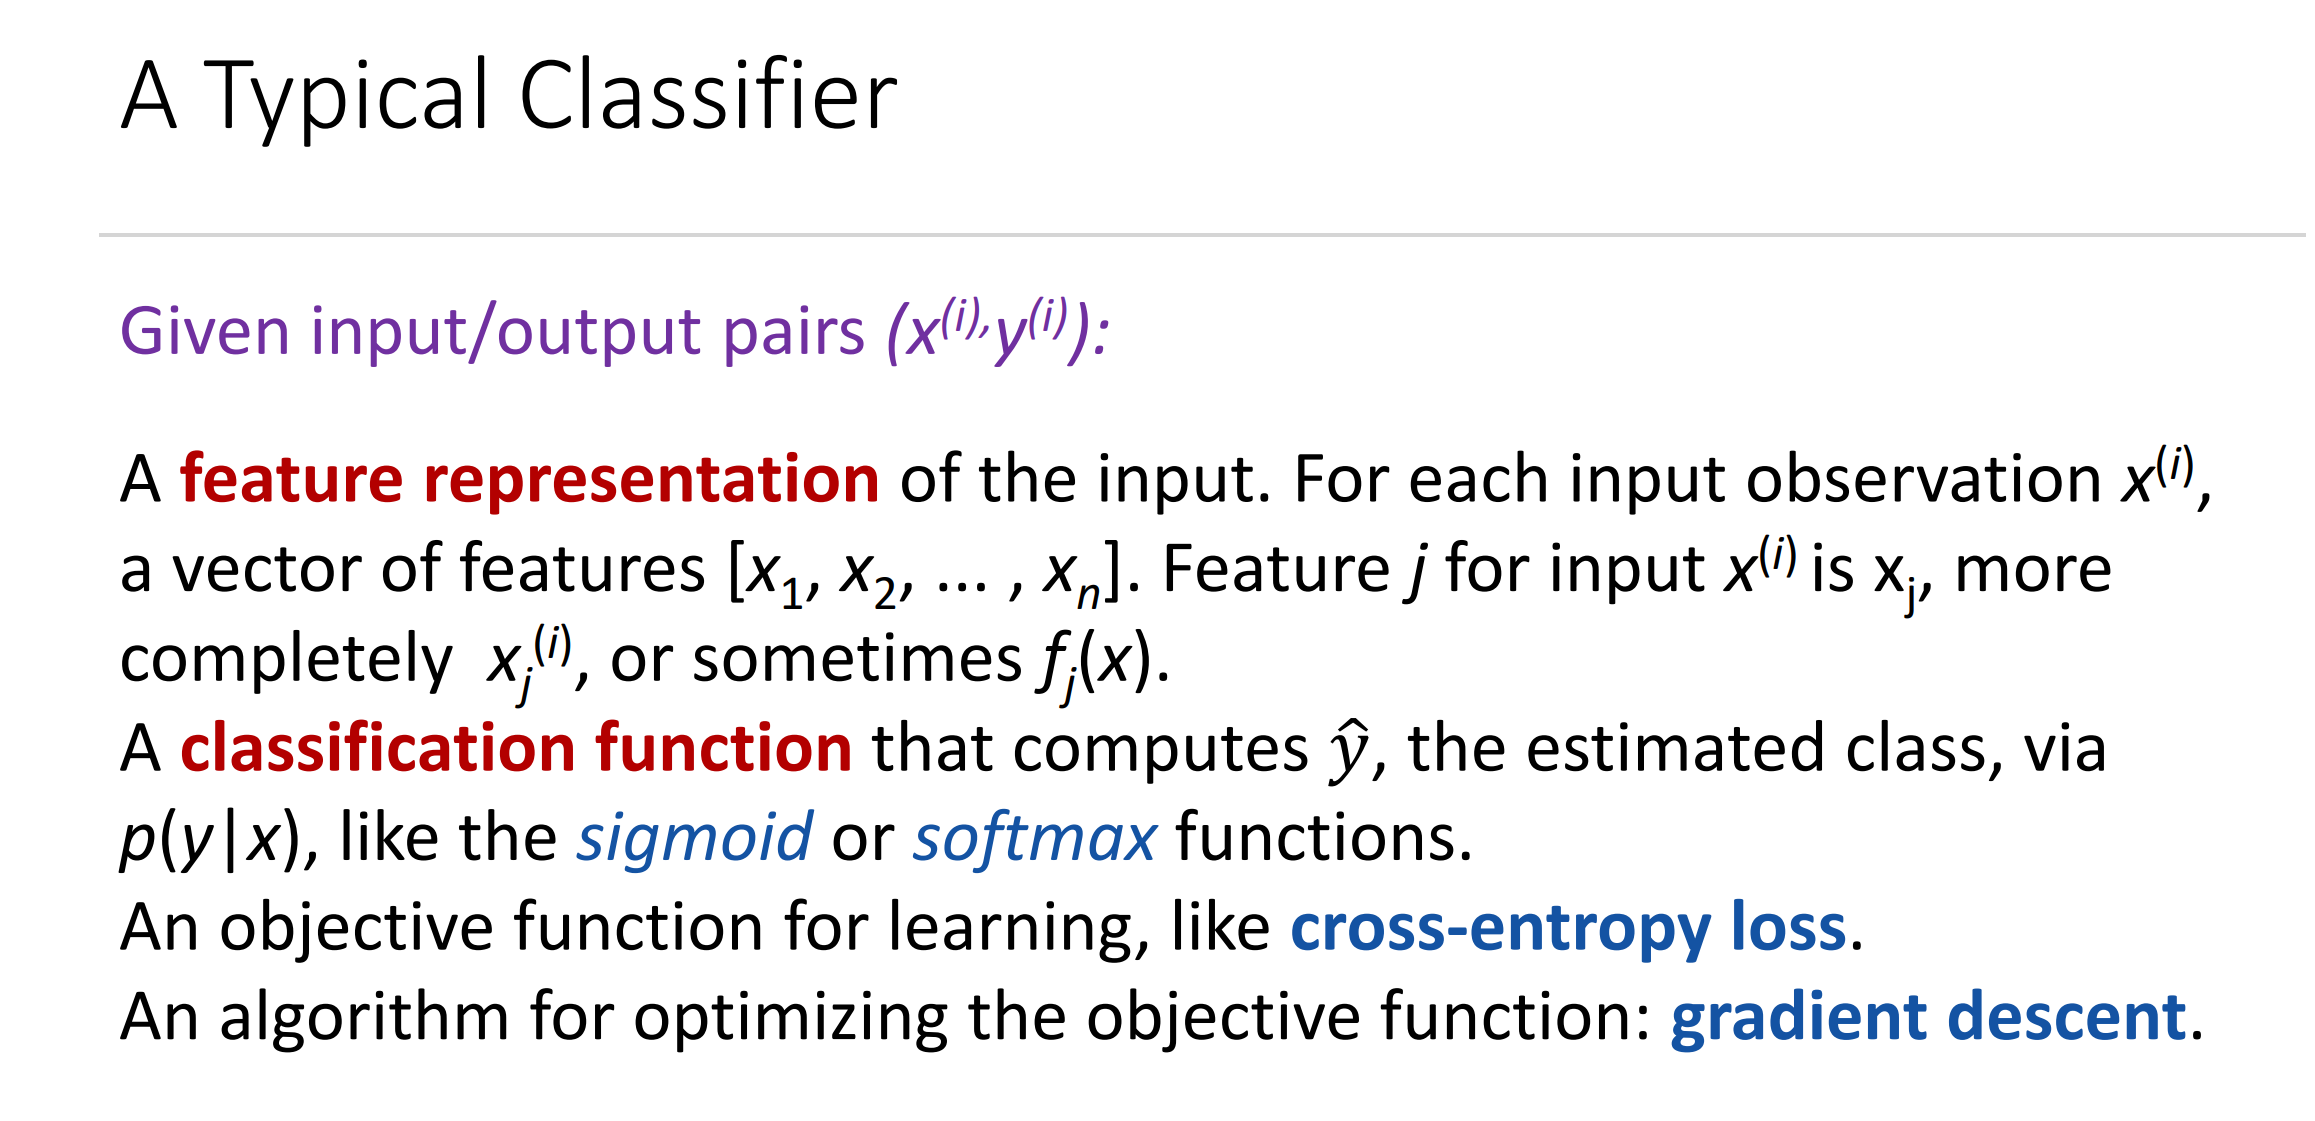 A Typical Classifier
Given input/output pairs (x⁽ⁱ⁾,y⁽ⁱ⁾):
A feature representation of the input. For each input observation x⁽ⁱ⁾,
a vector of features [x₁, x₂, ... , xₙ]. Feature j for input x⁽ⁱ⁾ is xⱼ, more
completely xⱼ⁽ⁱ⁾, or sometimes fⱼ(x).
A classification function that computes ŷ, the estimated class, via
p(y|x), like the sigmoid or softmax functions.
An objective function for learning, like cross-entropy loss.
An algorithm for optimizing the objective function: gradient descent.